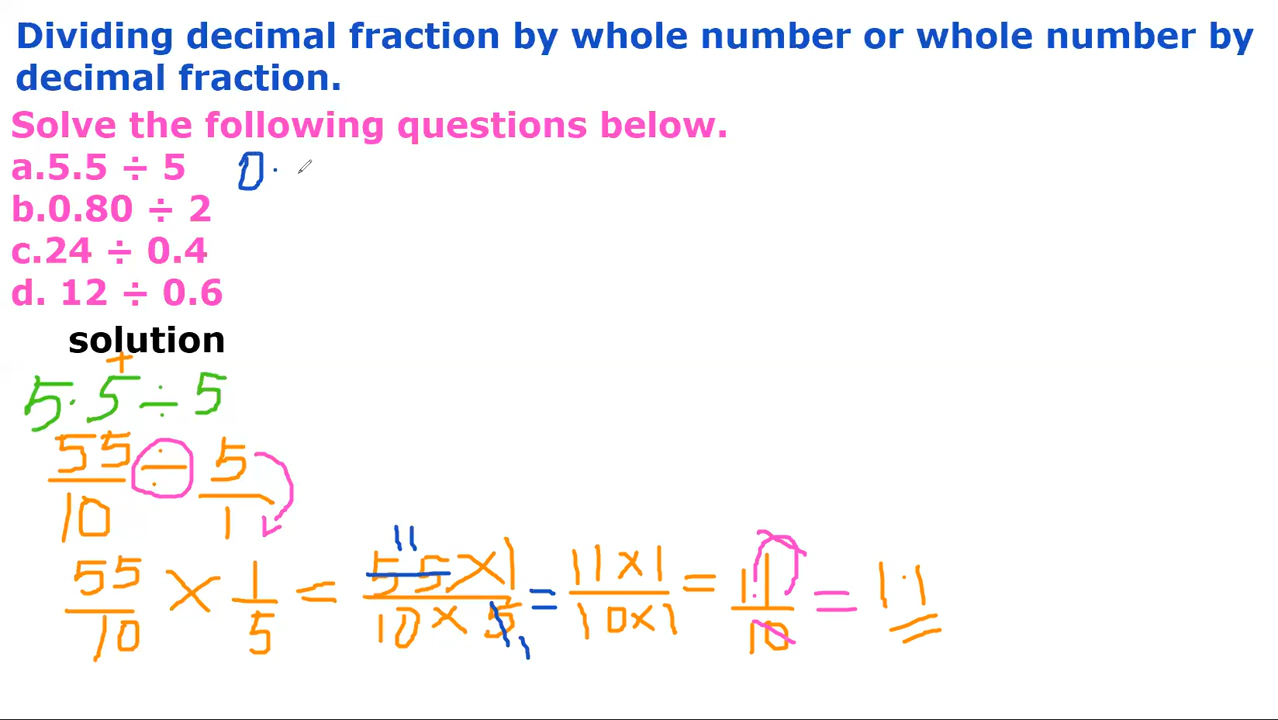 Dividing decimal fraction by whole number or whole number by
decimal fraction.
Solve the following questions below.
a.5.5 ÷ 5 0.
b.0.80 ÷ 2
c.24 ÷ 0.4
d. 12 ÷ 0.6
solution
+
5.5 ÷ 5
55/10 ÷ 5/1
11
55/10 × 1/5 = 55×1/10×5 = 11×1/10×1 = 1.1/10 = 1.1
1